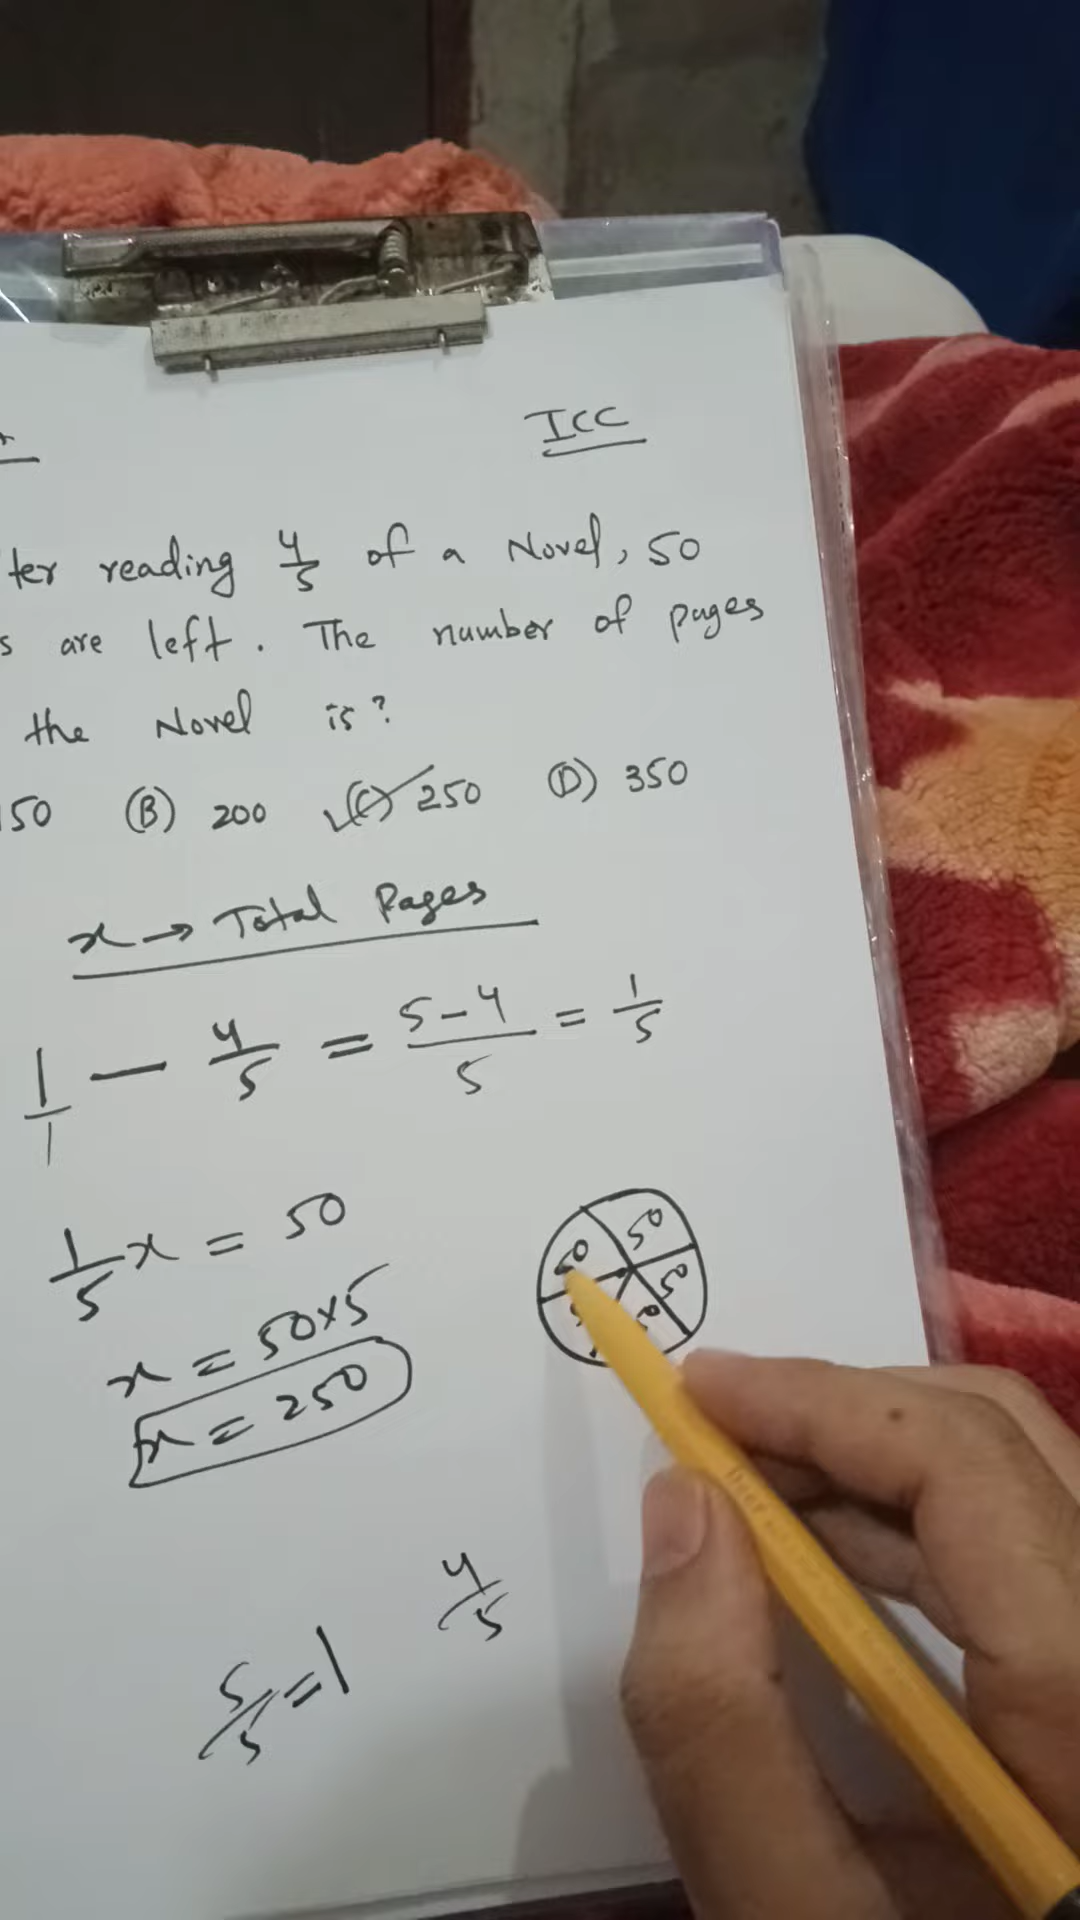 ICC
ter reading 4/5 of a Novel, 50
s are left. The number of pages
the Novel is?
150 (B) 200 (C) 250 (D) 350
x → Total Pages
1/1 − 4/5 = 5−4/5 = 1/5
1/5 x = 50
x = 50×5
x = 250
50 50 50
4/5
5/5 = 1